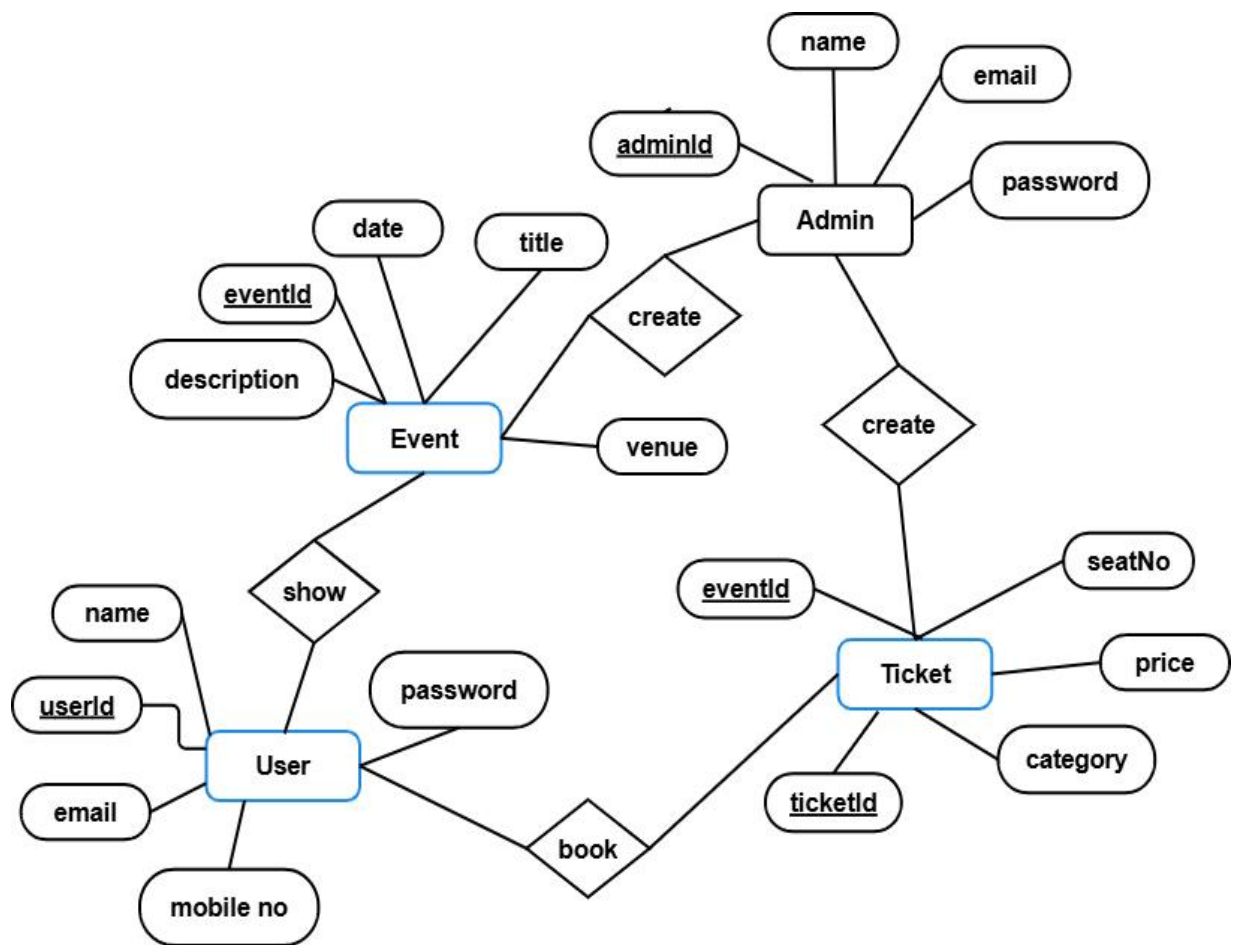 name
email
adminId
password
Admin
date
title
eventId
create
description
Event
venue
create
seatNo
eventId
show
name
Ticket
price
password
userId
User
category
email
ticketId
book
mobile no